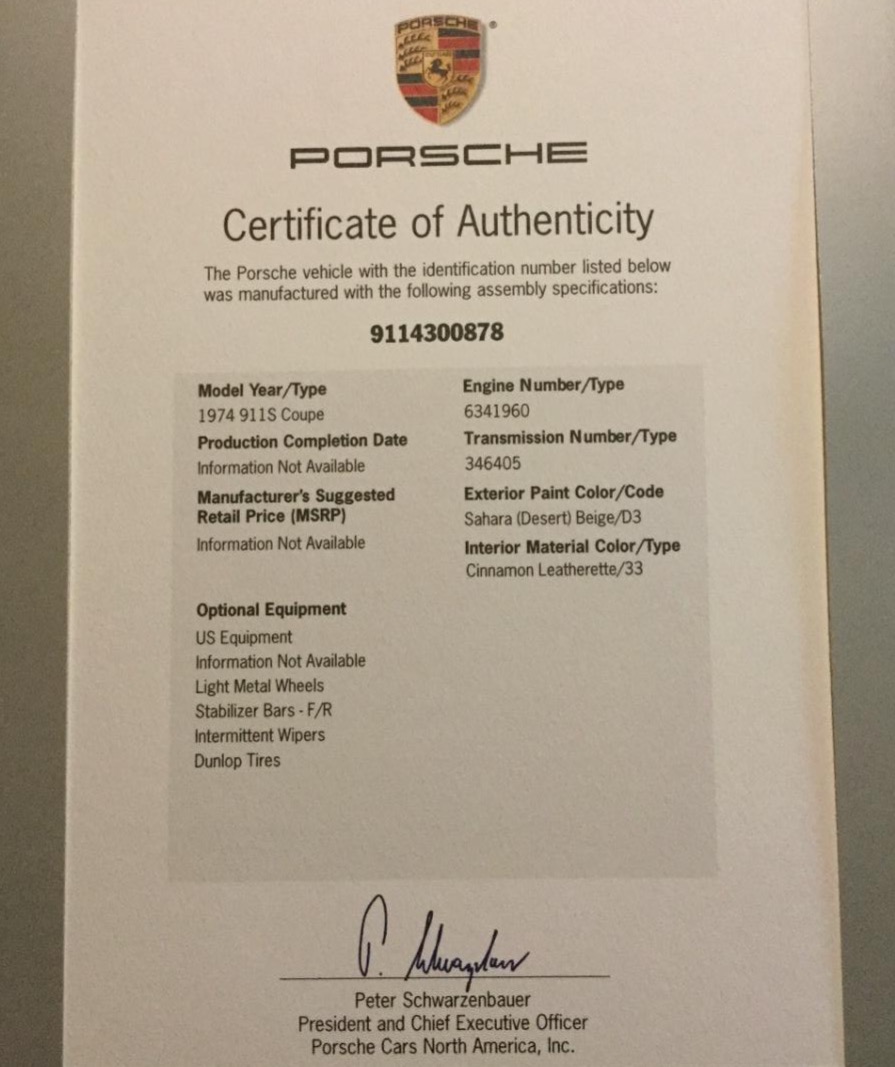 PORSCHE
PORSCHE
Certificate of Authenticity
The Porsche vehicle with the identification number listed below
was manufactured with the following assembly specifications:
9114300878
Model Year/Type
1974 911S Coupe
Production Completion Date
Information Not Available
Manufacturer's Suggested
Retail Price (MSRP)
Information Not Available
Engine Number/Type
6341960
Transmission Number/Type
346405
Exterior Paint Color/Code
Sahara (Desert) Beige/D3
Interior Material Color/Type
Cinnamon Leatherette/33
Optional Equipment
US Equipment
Information Not Available
Light Metal Wheels
Stabilizer Bars - F/R
Intermittent Wipers
Dunlop Tires
Peter Schwarzenbauer
President and Chief Executive Officer
Porsche Cars North America, Inc.